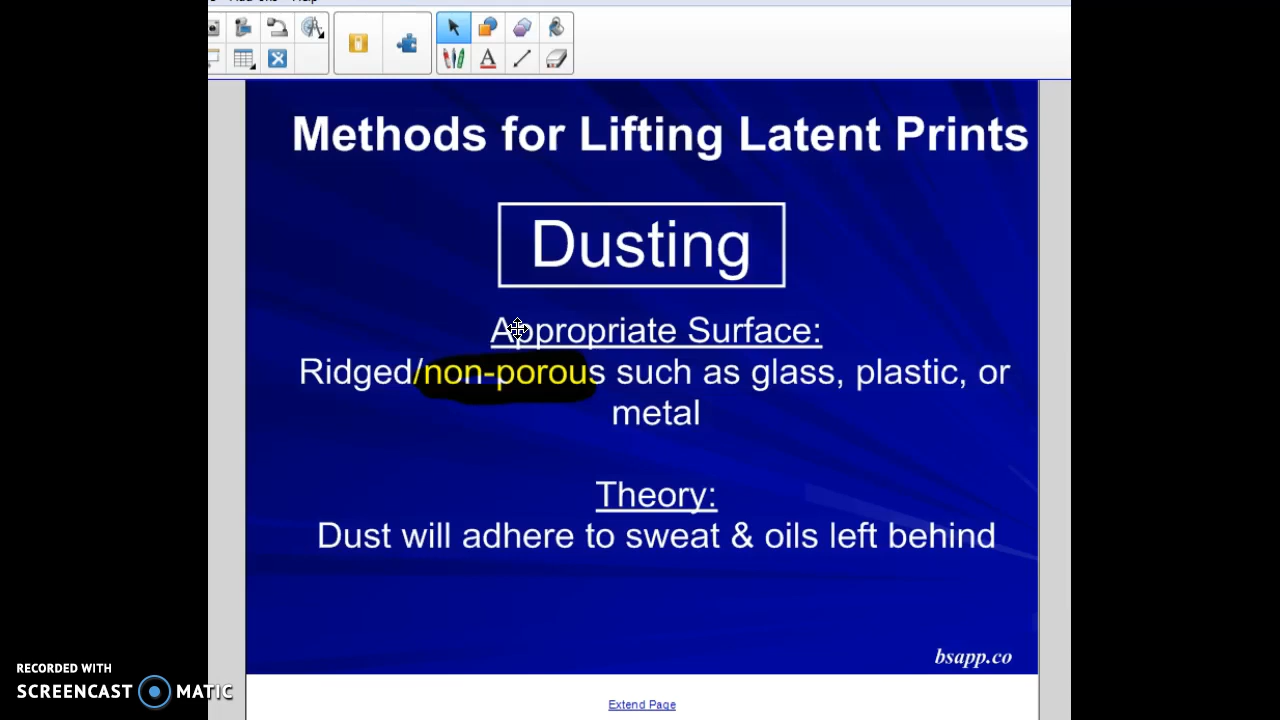 Methods for Lifting Latent Prints
Dusting
Appropriate Surface:
Ridged/non-porous such as glass, plastic, or
metal
Theory:
Dust will adhere to sweat & oils left behind
bsapp.co
Extend Page
RECORDED WITH
SCREENCAST MATIC